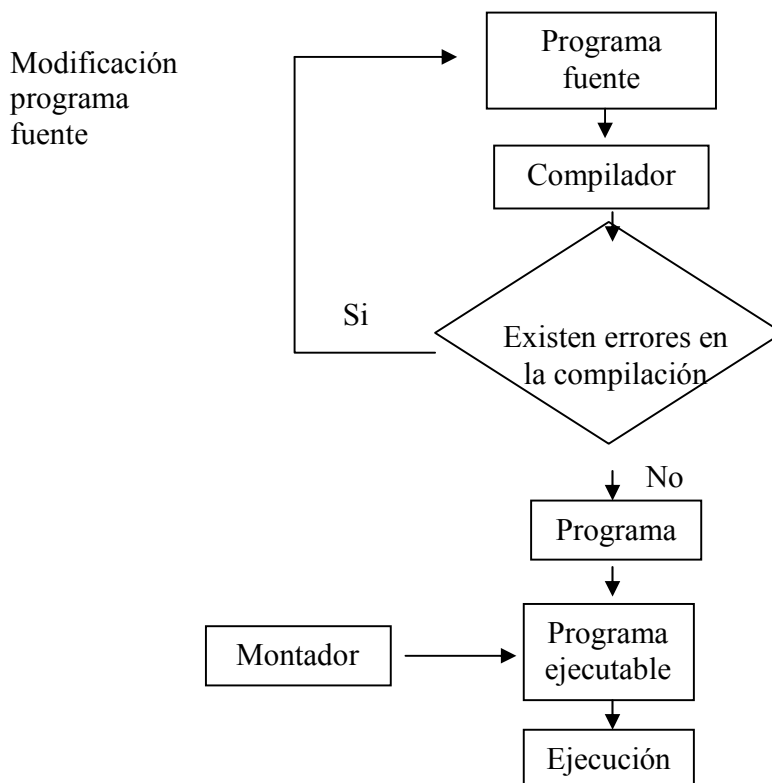 Modificación
programa
fuente
Programa
fuente
Compilador
Si
Existen errores en
la compilación
No
Programa
Montador
Programa
ejecutable
Ejecución